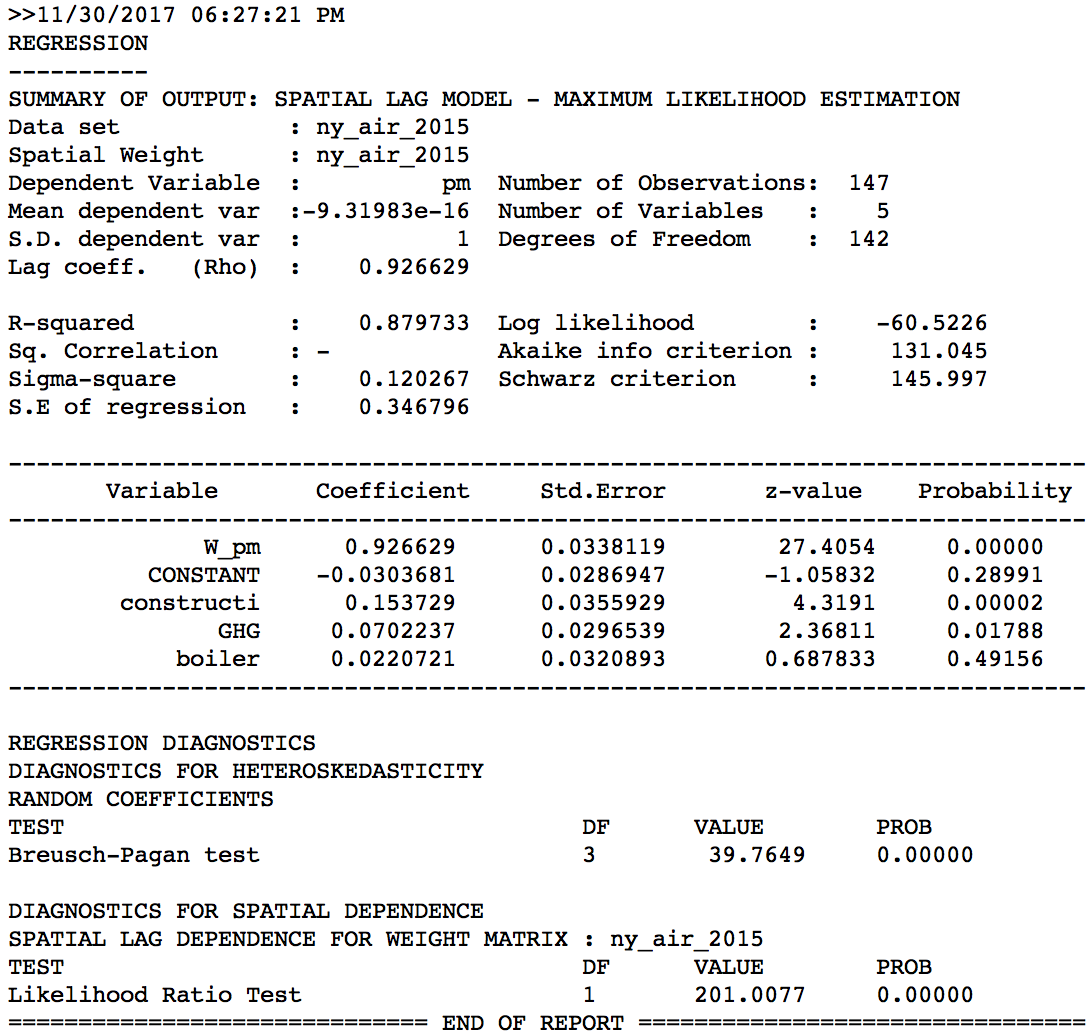 >>11/30/2017 06:27:21 PM
REGRESSION
----------
SUMMARY OF OUTPUT: SPATIAL LAG MODEL - MAXIMUM LIKELIHOOD ESTIMATION
Data set            : ny_air_2015
Spatial Weight      : ny_air_2015
Dependent Variable  :          pm  Number of Observations:  147
Mean dependent var  :-9.31983e-16  Number of Variables   :    5
S.D. dependent var  :           1  Degrees of Freedom    :  142
Lag coeff.   (Rho)  :    0.926629

R-squared           :    0.879733  Log likelihood        :    -60.5226
Sq. Correlation     : -            Akaike info criterion :     131.045
Sigma-square        :    0.120267  Schwarz criterion     :     145.997
S.E of regression   :    0.346796

-----------------------------------------------------------------------------
       Variable       Coefficient     Std.Error       z-value    Probability
-----------------------------------------------------------------------------
              W_pm      0.926629      0.0338119       27.4054     0.00000
          CONSTANT    -0.0303681      0.0286947      -1.05832     0.28991
        constructi      0.153729      0.0355929        4.3191     0.00002
               GHG     0.0702237      0.0296539       2.36811     0.01788
            boiler     0.0220721      0.0320893      0.687833     0.49156
-----------------------------------------------------------------------------

REGRESSION DIAGNOSTICS
DIAGNOSTICS FOR HETEROSKEDASTICITY
RANDOM COEFFICIENTS
TEST                                     DF      VALUE        PROB
Breusch-Pagan test                       3        39.7649     0.00000

DIAGNOSTICS FOR SPATIAL DEPENDENCE
SPATIAL LAG DEPENDENCE FOR WEIGHT MATRIX : ny_air_2015
TEST                                     DF      VALUE        PROB
Likelihood Ratio Test                    1       201.0077     0.00000
============================== END OF REPORT ================================